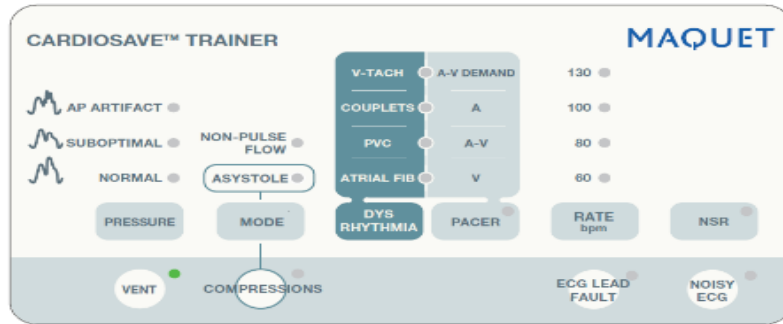 CARDIOSAVE™ TRAINER
MAQUET
V-TACH A-V DEMAND 130
AP ARTIFACT COUPLETS A 100
SUBOPTIMAL NON-PULSE FLOW PVC A-V 80
NORMAL ASYSTOLE ATRIAL FIB V 60
PRESSURE MODE DYS RHYTHMIA PACER RATE bpm NSR
VENT COMPRESSIONS ECG LEAD FAULT NOISY ECG